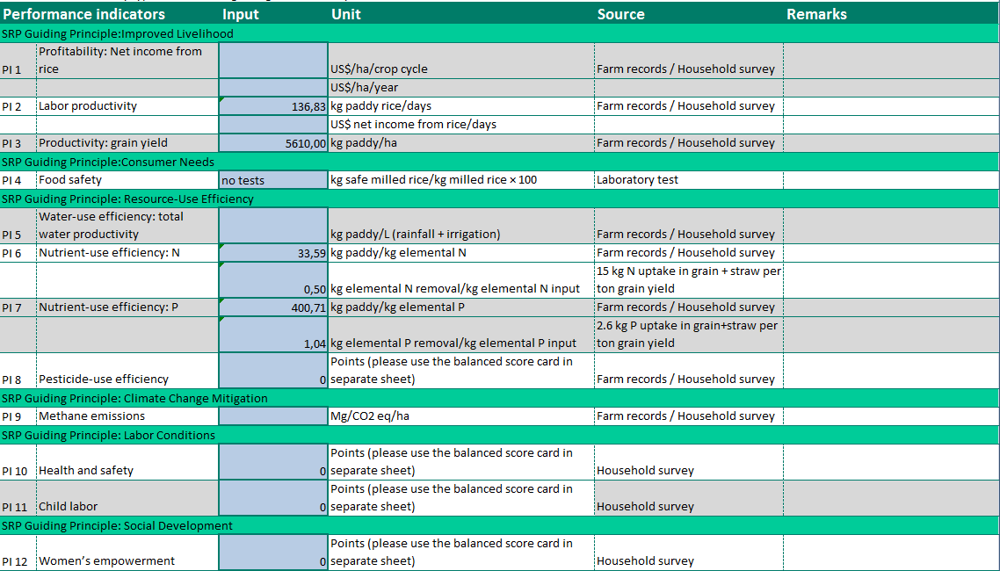 Performance indicators Input Unit Source Remarks
SRP Guiding Principle:Improved Livelihood
Profitability: Net income from
PI 1 rice US$/ha/crop cycle Farm records / Household survey
US$/ha/year
PI 2 Labor productivity 136,83 kg paddy rice/days Farm records / Household survey
US$ net income from rice/days
PI 3 Productivity: grain yield 5610,00 kg paddy/ha Farm records / Household survey
SRP Guiding Principle:Consumer Needs
PI 4 Food safety no tests kg safe milled rice/kg milled rice × 100 Laboratory test
SRP Guiding Principle: Resource-Use Efficiency
Water-use efficiency: total
PI 5 water productivity kg paddy/L (rainfall + irrigation) Farm records / Household survey
PI 6 Nutrient-use efficiency: N 33,59 kg paddy/kg elemental N Farm records / Household survey
15 kg N uptake in grain + straw per
0,50 kg elemental N removal/kg elemental N input ton grain yield
PI 7 Nutrient-use efficiency: P 400,71 kg paddy/kg elemental P Farm records / Household survey
2.6 kg P uptake in grain+straw per
1,04 kg elemental P removal/kg elemental P input ton grain yield
Points (please use the balanced score card in
PI 8 Pesticide-use efficiency 0 separate sheet) Farm records / Household survey
SRP Guiding Principle: Climate Change Mitigation
PI 9 Methane emissions Mg/CO2 eq/ha Farm records / Household survey
SRP Guiding Principle: Labor Conditions
Points (please use the balanced score card in
PI 10 Health and safety 0 separate sheet) Household survey
Points (please use the balanced score card in
PI 11 Child labor 0 separate sheet) Household survey
SRP Guiding Principle: Social Development
Points (please use the balanced score card in
PI 12 Women’s empowerment 0 separate sheet) Household survey